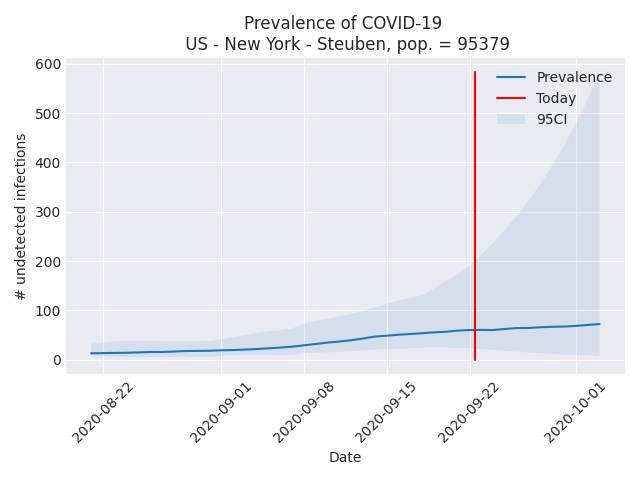 Prevalence of COVID-19
US - New York - Steuben, pop. = 95379
600
500
400
300
200
100
0
# undetected infections
Prevalence
Today
95CI
2020-08-22
2020-09-01
2020-09-08
2020-09-15
2020-09-22
2020-10-01
Date